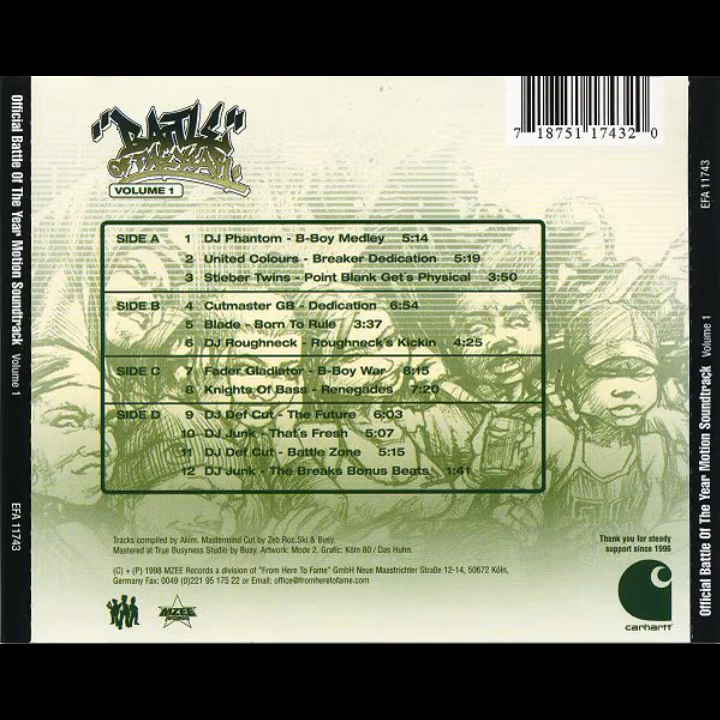 Official Battle Of The Year Motion Soundtrack Volume 1
EFA 11743
"BATTLE"
OF THE YEAR
VOLUME 1
7 18751 17432 0
SIDE A 1 DJ Phantom - B-Boy Medley 5:14
2 United Colours - Breaker Dedication 5:19
3 Stieber Twins - Point Blank Get's Physical 3:50
SIDE B 4 Cutmaster GB - Dedication 6:54
5 Blade - Born To Rule 3:37
6 DJ Roughneck - Roughneck's Kickin 4:25
SIDE C 7 Fader Gladiator - B-Boy War 8:15
8 Knights Of Bass - Renegades 7:20
SIDE D 9 DJ Def Cut - The Future 6:03
10 DJ Junk - That's Fresh 5:07
11 DJ Def Cut - Battle Zone 5:15
12 DJ Junk - The Breaks Bonus Beats 1:41
Tracks compiled by Akim. Mastermind Cut by Zeb.Roc.Ski & Busy.
Mastered at True Busyness Studio by Busy. Artwork: Mode 2. Grafic: Köln 80 / Das Huhn.
(C) + (P) 1998 MZEE Records a division of "From Here To Fame" GmbH Neue Maastrichter Straße 12-14, 50672 Köln,
Germany Fax: 0049 (0)221 95 175 22 or Email: office@fromheretofame.com
MZEE
Thank you for steady
support since 1996
carhartt
EFA 11743
Official Battle Of The Year Motion Soundtrack Volume 1